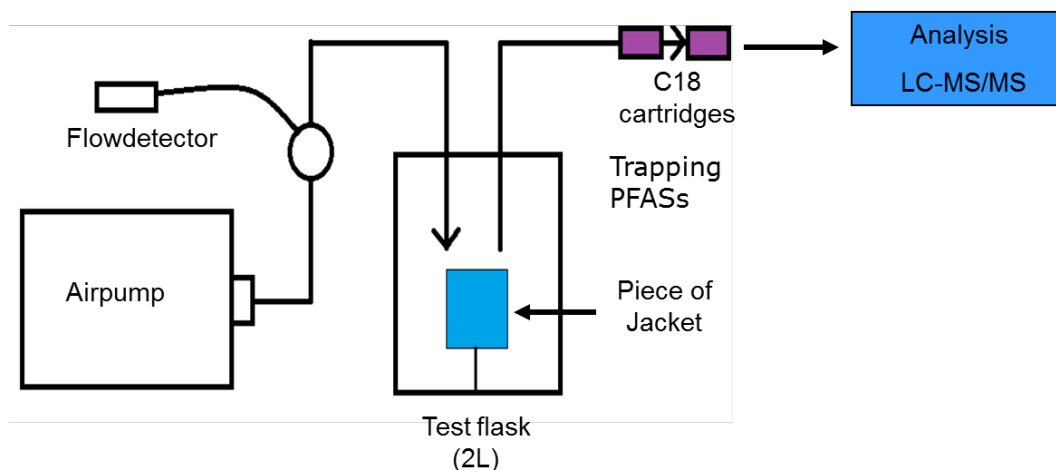 Analysis
LC-MS/MS
C18
cartridges
Flowdetector
Trapping
PFASs
Airpump
Piece of
Jacket
Test flask
(2L)